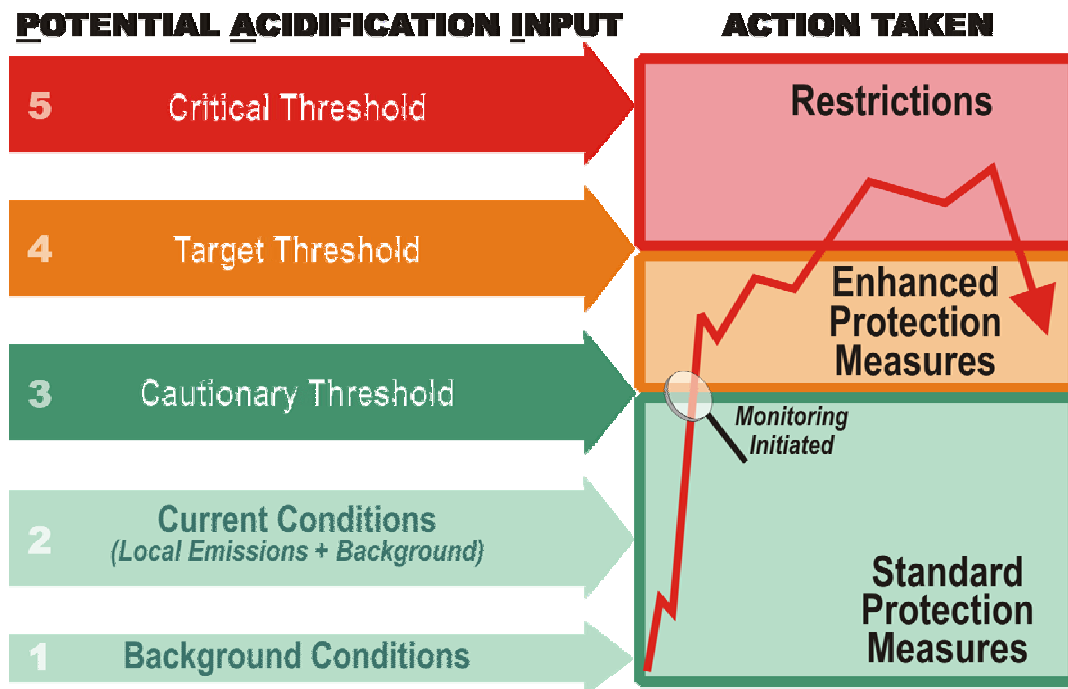 POTENTIAL ACIDIFICATION INPUT
ACTION TAKEN
5
Critical Threshold
Restrictions
4
Target Threshold
Enhanced
Protection
Measures
3
Cautionary Threshold
Monitoring
Initiated
2
Current Conditions
(Local Emissions + Background)
Standard
Protection
Measures
1
Background Conditions